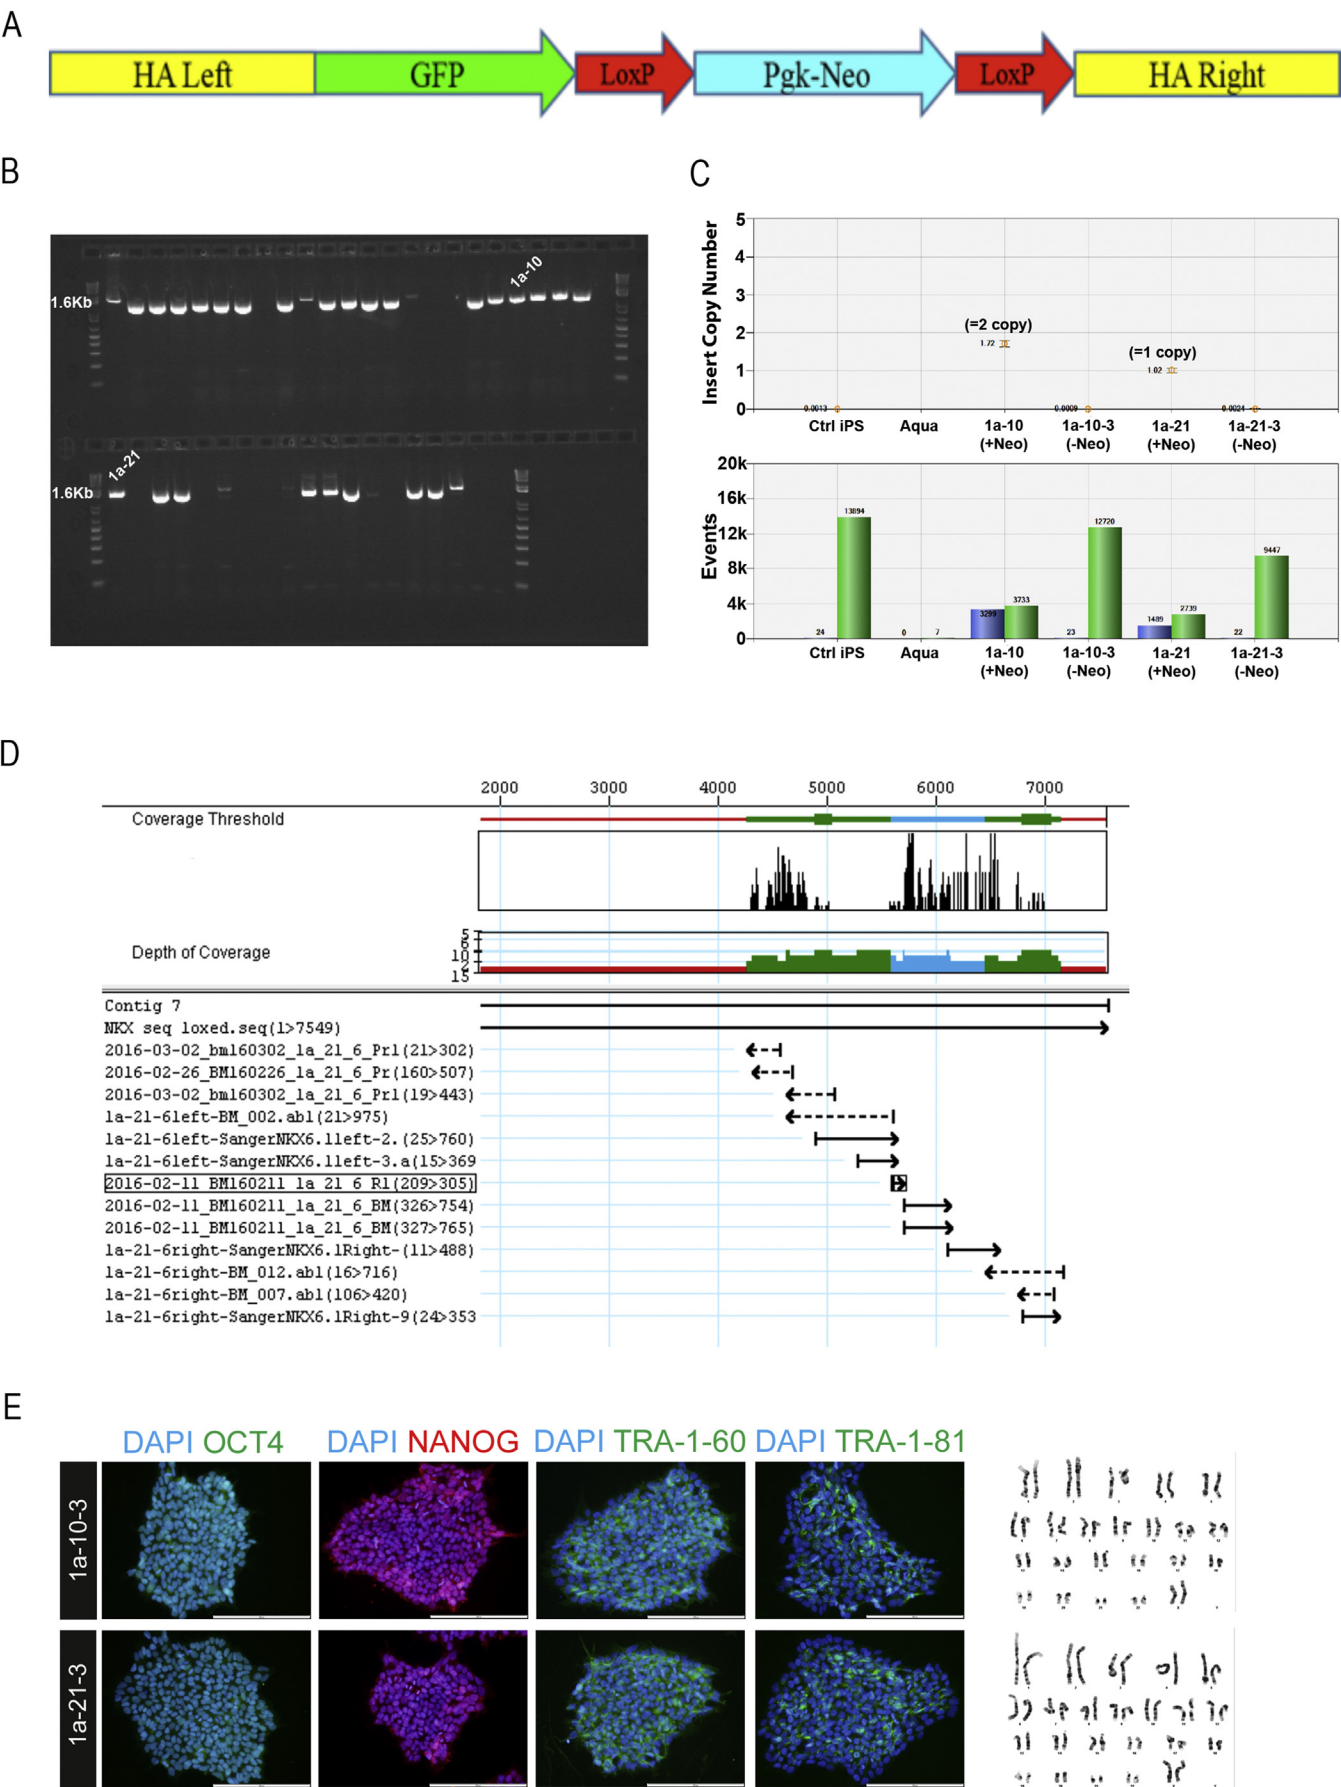 A
HA Left
GFP
LoxP
Pgk-Neo
LoxP
HA Right
B
1.6Kb
1a-10
1.6Kb
1a-21
C
Insert Copy Number
5
4
3
2
1
0
(=2 copy)
1.72
(=1 copy)
1.02
0.0013
0.0009
0.0024
Ctrl iPS
Aqua
1a-10
(+Neo)
1a-10-3
(-Neo)
1a-21
(+Neo)
1a-21-3
(-Neo)
Events
20k
16k
12k
8k
4k
0
24
13894
0
7
3299
3733
23
12720
1489
2739
22
9447
Ctrl iPS
Aqua
1a-10
(+Neo)
1a-10-3
(-Neo)
1a-21
(+Neo)
1a-21-3
(-Neo)
D
2000 3000 4000 5000 6000 7000
Coverage Threshold
Depth of Coverage
Contig 7
NKX seq loxed.seq(1>7549)
2016-03-02_bm160302_1a_21_6_Pr1(21>302)
2016-02-26_BM160226_1a_21_6_Pr(160>507)
2016-03-02_bm160302_1a_21_6_Pr1(19>443)
1a-21-6left-BM_002.ab1(21>975)
1a-21-6left-SangerNKX6.1left-2.(25>760)
1a-21-6left-SangerNKX6.1left-3.a(15>369
2016-02-11_BM160211_1a_21_6_R1(209>305)
2016-02-11_BM160211_1a_21_6_BM(326>754)
2016-02-11_BM160211_1a_21_6_BM(327>765)
1a-21-6right-SangerNKX6.1Right-(11>488)
1a-21-6right-BM_012.ab1(16>716)
1a-21-6right-BM_007.ab1(106>420)
1a-21-6right-SangerNKX6.1Right-9(24>353
E
DAPI OCT4
DAPI NANOG
DAPI TRA-1-60
DAPI TRA-1-81
1a-10-3
1a-21-3